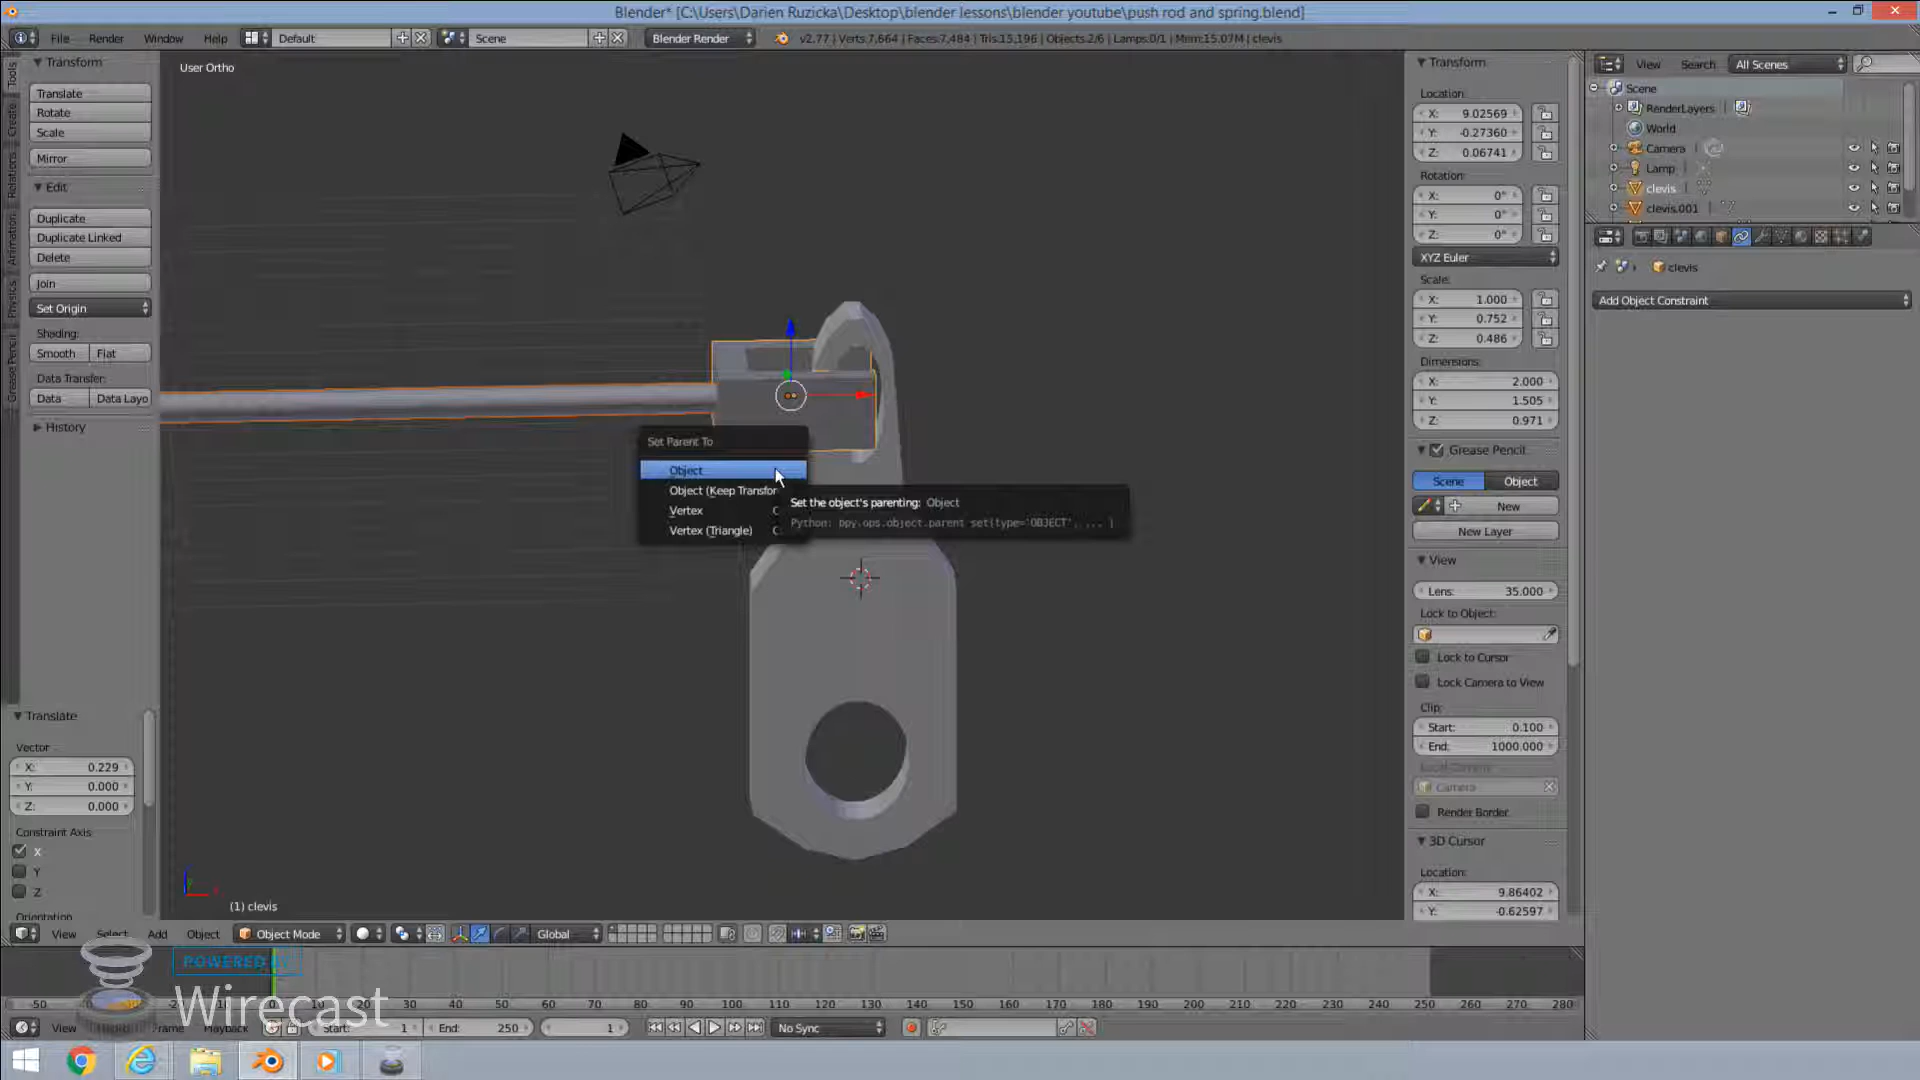 Blender* [C:\Users\Darien Ruzicka\Desktop\blender lessons\blender youtube\push rod and spring.blend]
File Render Window Help Default Scene Blender Render v2.77 | Verts:7,664 | Faces:7,484 | Tris:15,196 | Objects:2/6 | Lamps:0/1 | Mem:15.07M | clevis
User Ortho
Tools
Create
Relations
Animation
Physics
Grease Pencil
Transform
Translate
Rotate
Scale
Mirror
Edit
Duplicate
Duplicate Linked
Delete
Join
Set Origin
Shading:
Smooth Flat
Data Transfer:
Data Data Layo
History
Translate
Vector
X: 0.229
Y: 0.000
Z: 0.000
Constraint Axis
X
Y
Z
Orientation
Set Parent To
Object
Object (Keep Transfor
Vertex C
Vertex (Triangle) C
Set the object's parenting: Object
(1) clevis
Transform
Location:
X: 9.02569
Y: -0.27360
Z: 0.06741
Rotation:
X: 0°
Y: 0°
Z: 0°
XYZ Euler
Scale:
X: 1.000
Y: 0.752
Z: 0.486
Dimensions:
X: 2.000
Y: 1.505
Z: 0.971
Grease Pencil
Scene Object
New
New Layer
View
Lens: 35.000
Lock to Object:
Lock to Cursor
Lock Camera to View
Clip:
Start: 0.100
End: 1000.000
Local Camera:
Camera
Render Border
3D Cursor
Location:
X: 9.86402
Y: -0.62597
View Search All Scenes
Scene
RenderLayers
World
Camera
Lamp
clevis
clevis.001
clevis
Add Object Constraint
View Select Add Object Object Mode Global
POWERED BY
Wirecast
-50 0 20 30 40 50 60 70 80 90 100 110 120 130 140 150 160 170 180 190 200 210 220 230 240 250 260 270 280
View Frame Playback Start: 1 End: 250 1 No Sync